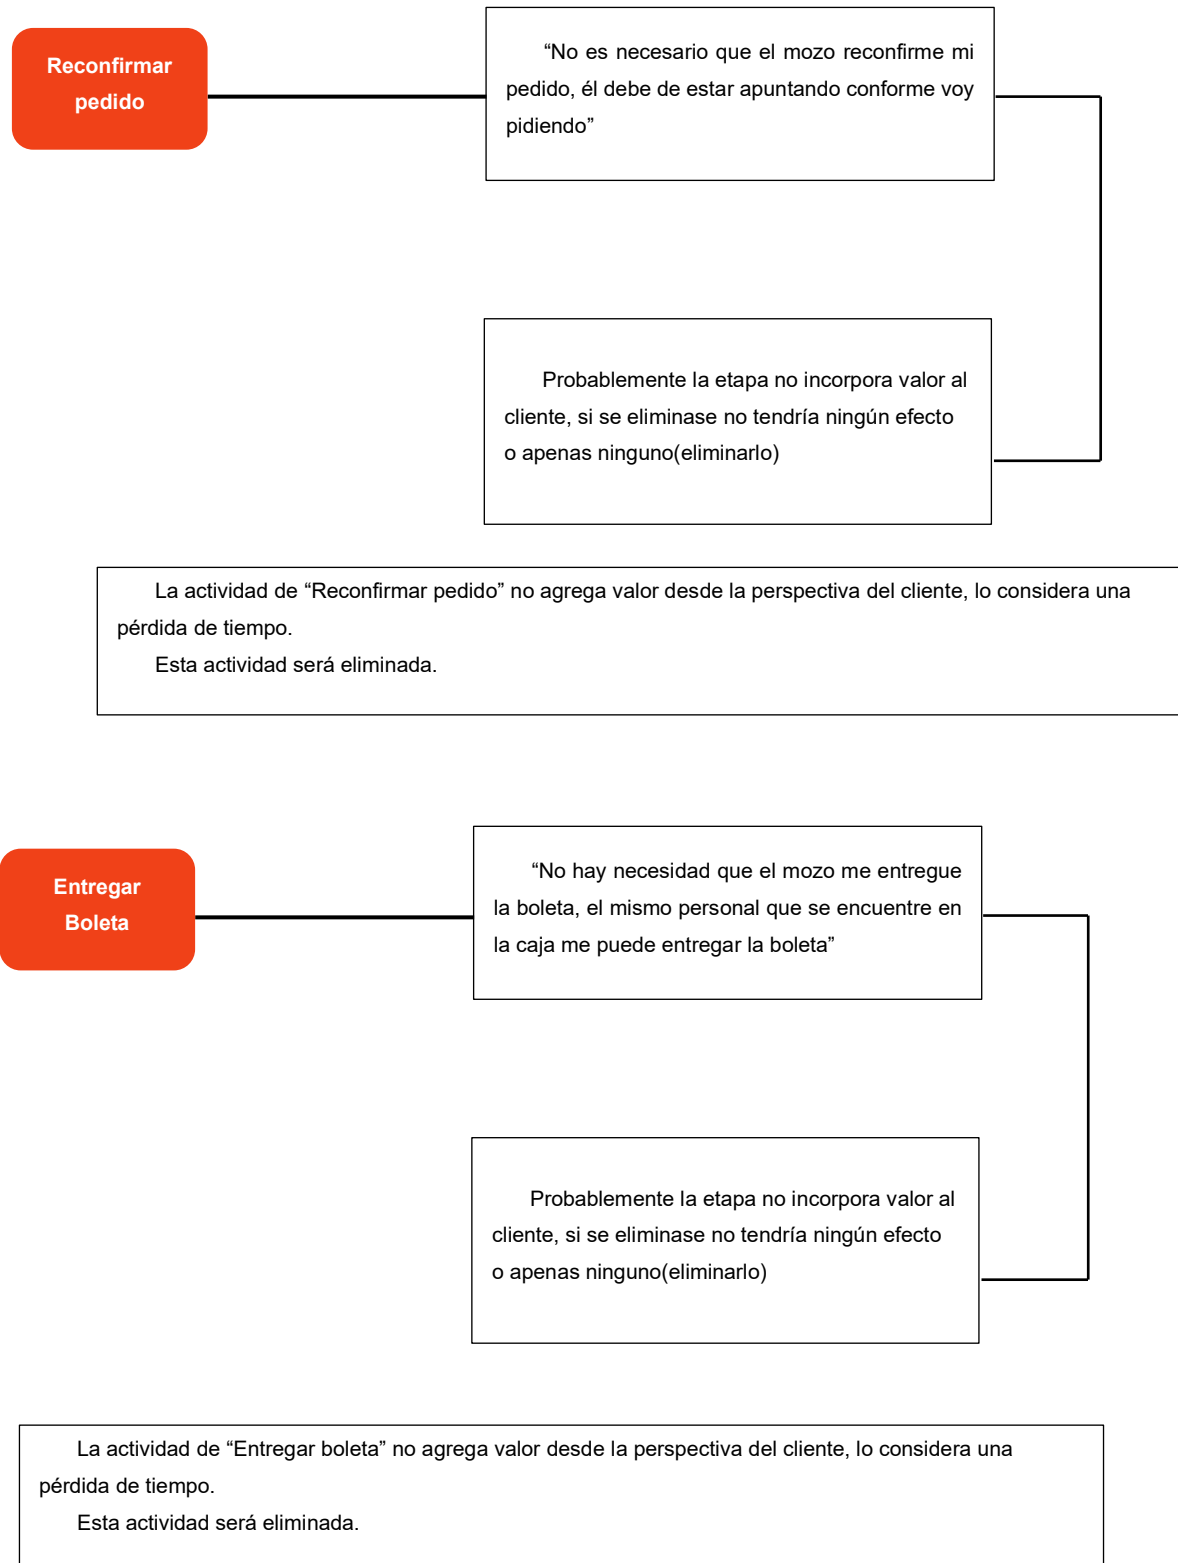 Reconfirmar
pedido
“No es necesario que el mozo reconfirme mi
pedido, él debe de estar apuntando conforme voy
pidiendo”
Probablemente la etapa no incorpora valor al
cliente, si se eliminase no tendría ningún efecto
o apenas ninguno(eliminarlo)
La actividad de “Reconfirmar pedido” no agrega valor desde la perspectiva del cliente, lo considera una
pérdida de tiempo.
Esta actividad será eliminada.
Entregar
Boleta
“No hay necesidad que el mozo me entregue
la boleta, el mismo personal que se encuentre en
la caja me puede entregar la boleta”
Probablemente la etapa no incorpora valor al
cliente, si se eliminase no tendría ningún efecto
o apenas ninguno(eliminarlo)
La actividad de “Entregar boleta” no agrega valor desde la perspectiva del cliente, lo considera una
pérdida de tiempo.
Esta actividad será eliminada.